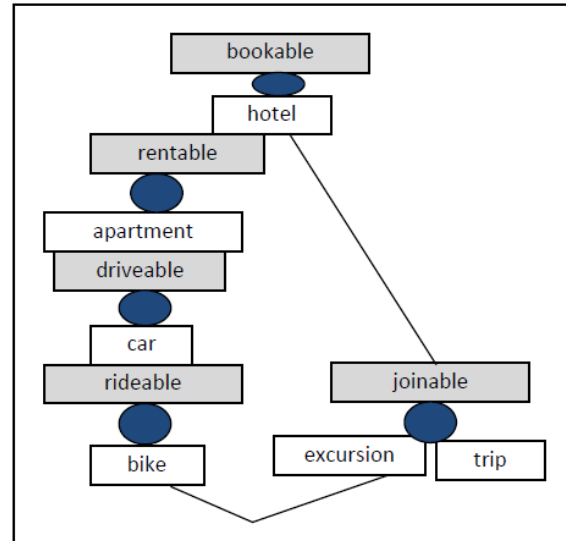 bookable
hotel
rentable
apartment
driveable
car
rideable
joinable
bike
excursion
trip